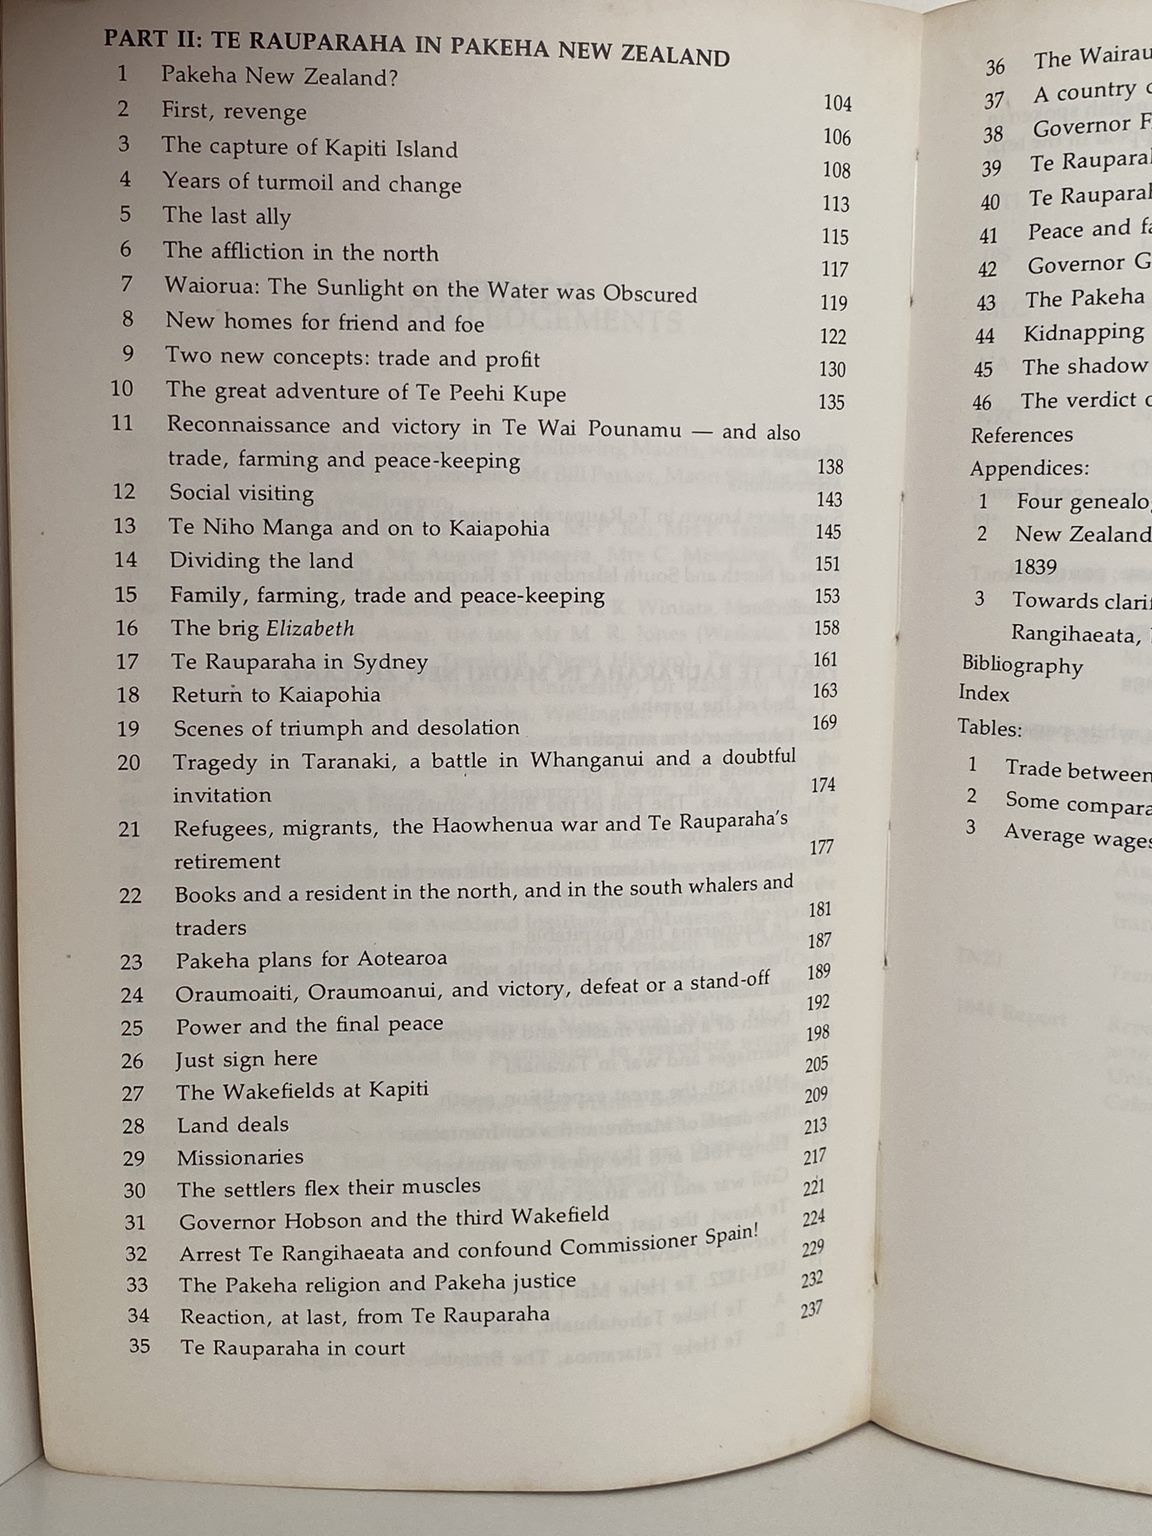 PART II: TE RAUPARAHA IN PAKEHA NEW ZEALAND
1 Pakeha New Zealand? 104
2 First, revenge 106
3 The capture of Kapiti Island 108
4 Years of turmoil and change 113
5 The last ally 115
6 The affliction in the north 117
7 Waiorua: The Sunlight on the Water was Obscured 119
8 New homes for friend and foe 122
9 Two new concepts: trade and profit 130
10 The great adventure of Te Peehi Kupe 135
11 Reconnaissance and victory in Te Wai Pounamu — and also
trade, farming and peace-keeping 138
12 Social visiting 143
13 Te Niho Manga and on to Kaiapohia 145
14 Dividing the land 151
15 Family, farming, trade and peace-keeping 153
16 The brig Elizabeth 158
17 Te Rauparaha in Sydney 161
18 Return to Kaiapohia 163
19 Scenes of triumph and desolation 169
20 Tragedy in Taranaki, a battle in Whanganui and a doubtful
invitation 174
21 Refugees, migrants, the Haowhenua war and Te Rauparaha's
retirement 177
22 Books and a resident in the north, and in the south whalers and
traders 181
23 Pakeha plans for Aotearoa 187
24 Oraumoaiti, Oraumoanui, and victory, defeat or a stand-off 189
25 Power and the final peace 192
26 Just sign here 198
27 The Wakefields at Kapiti 205
28 Land deals 209
29 Missionaries 213
30 The settlers flex their muscles 217
31 Governor Hobson and the third Wakefield 221
32 Arrest Te Rangihaeata and confound Commissioner Spain! 224
33 The Pakeha religion and Pakeha justice 229
34 Reaction, at last, from Te Rauparaha 232
35 Te Rauparaha in court 237
36 The Wairau
37 A country
38 Governor
39 Te
40 Te
41 Peace and
42 Governor
43 The Pakeha
44 Kidnapping
45 The shadow
46 The verdict
References
Appendices:
1 Four
2 New Zealand
1839
3 Towards
Rangihaeata,
Bibliography
Index
Tables:
1 Trade between
2 Some
3 Average wages